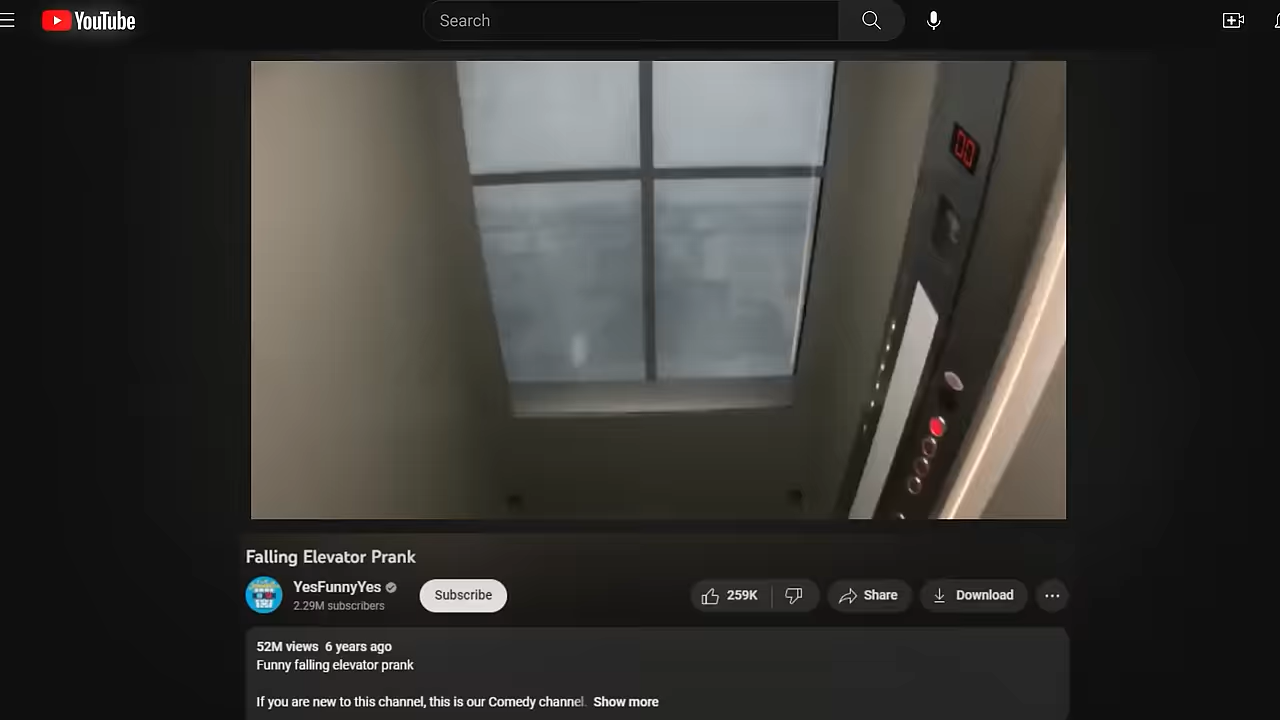 YouTube
Search
00
Falling Elevator Prank
YesFunnyYes
2.29M subscribers
Subscribe
259K
Share
Download
52M views 6 years ago
Funny falling elevator prank
If you are new to this channel, this is our Comedy channel. Show more